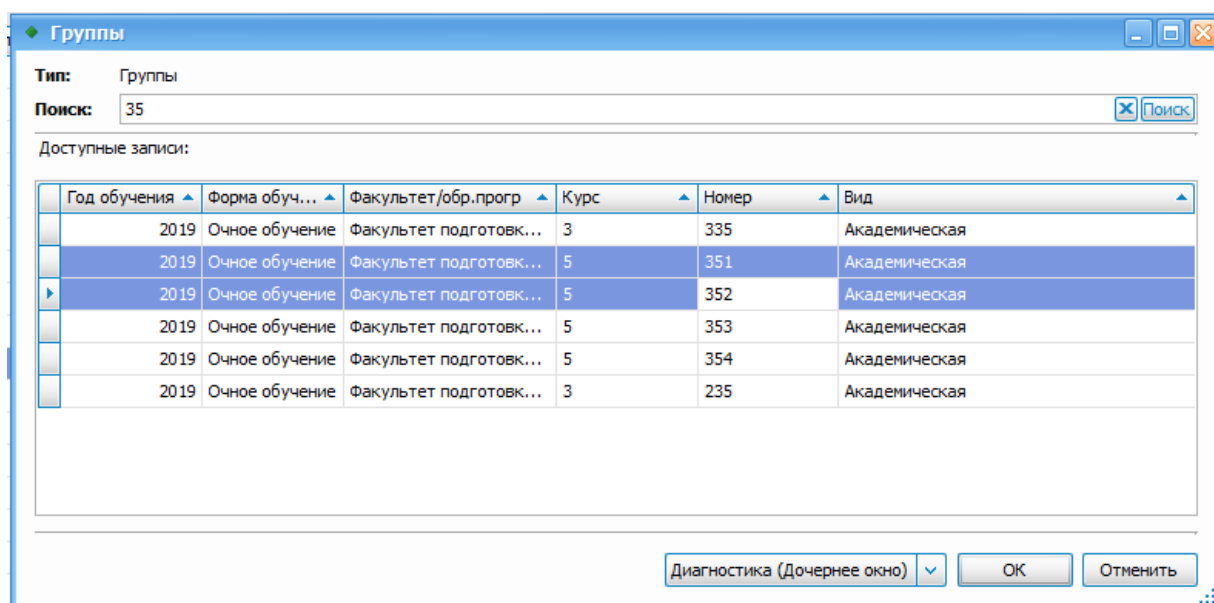 Группы
Тип: Группы
Поиск: 35 Поиск
Доступные записи:
Год обучения Форма обуч... Факультет/обр.прогр Курс Номер Вид
2019 Очное обучение Факультет подготовк... 3 335 Академическая
2019 Очное обучение Факультет подготовк... 5 351 Академическая
2019 Очное обучение Факультет подготовк... 5 352 Академическая
2019 Очное обучение Факультет подготовк... 5 353 Академическая
2019 Очное обучение Факультет подготовк... 5 354 Академическая
2019 Очное обучение Факультет подготовк... 3 235 Академическая
Диагностика (Дочернее окно) ОК Отменить